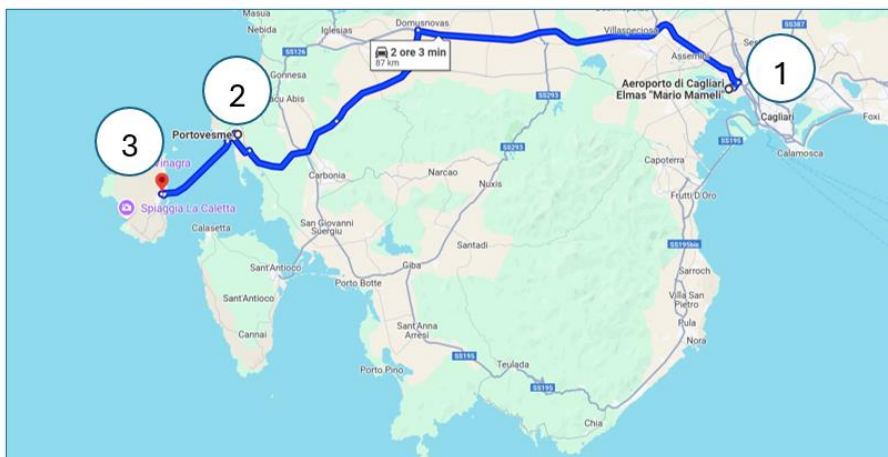 Masua
Nebida
Iglesias
Domusnovas
Villaspeciosa
SS387
SS126
2 ore 3 min
87 km
Assemini
1
Gonnesa
Aeroporto di Cagliari
Elmas "Mario Mameli"
2
SS293
Cagliari
Foxi
3
Portovesme
SS195
Calamosca
SS293
Capoterra
Carbonia
Narcao
Nuxis
Frutti D'Oro
Spiaggia La Caletta
Calasetta
San Giovanni
Suergiu
SS195bis
Santadi
Giba
Sant'Antioco
Porto Botte
Sarroch
Sant'Antioco
Villa San
Pietro
Sant'Anna
Arresi
Pula
Cannai
Nora
SS195
Porto Pino
Teulada
SS195
Chia